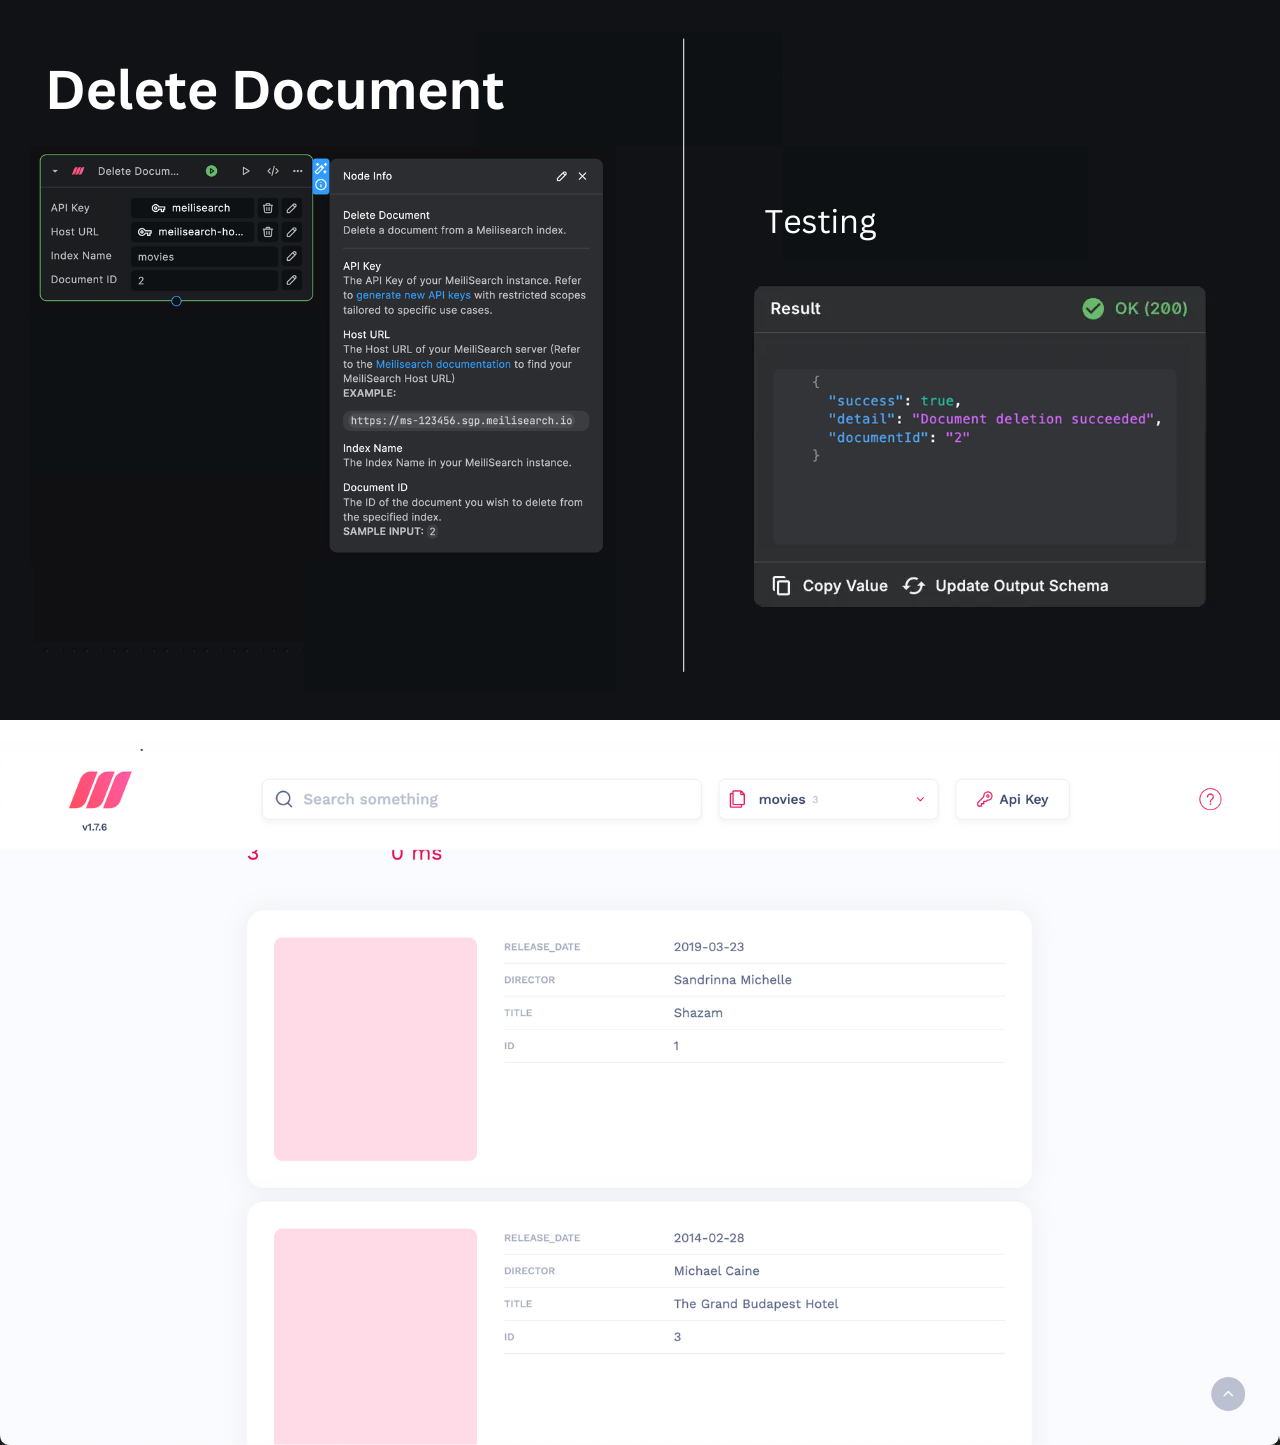 Delete Document
Delete Docum...
API Key
meilisearch
Host URL
meilisearch-ho...
Index Name
movies
Document ID
2
Node Info
Delete Document
Delete a document from a Meilisearch index.
API Key
The API Key of your MeiliSearch instance. Refer
to generate new API keys with restricted scopes
tailored to specific use cases.
Host URL
The Host URL of your MeiliSearch server (Refer
to the Meilisearch documentation to find your
MeiliSearch Host URL)
EXAMPLE:
https://ms-123456.sgp.meilisearch.io
Index Name
The Index Name in your MeiliSearch instance.
Document ID
The ID of the document you wish to delete from
the specified index.
SAMPLE INPUT: 2
Testing
Result
OK (200)
{
"success": true,
"detail": "Document deletion succeeded",
"documentId": "2"
}
Copy Value
Update Output Schema
v1.7.6
Search something
movies 3
Api Key
3
0 ms
RELEASE_DATE 2019-03-23
DIRECTOR Sandrinna Michelle
TITLE Shazam
ID 1
RELEASE_DATE 2014-02-28
DIRECTOR Michael Caine
TITLE The Grand Budapest Hotel
ID 3